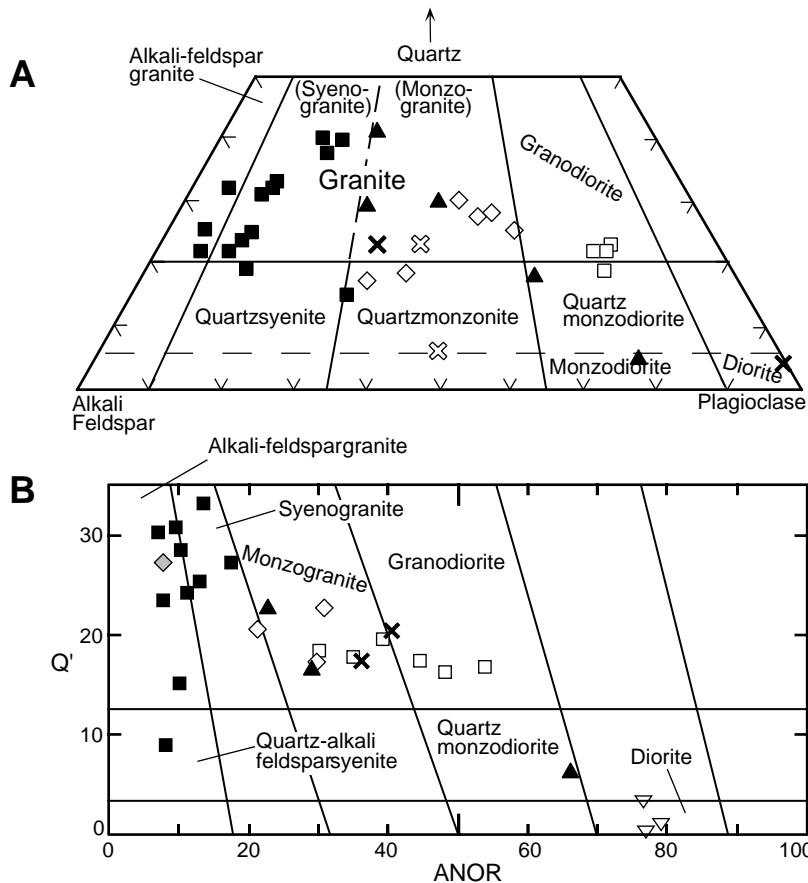 A
Quartz
Alkali-feldspar
granite
(Syeno-
granite)
(Monzo-
granite)
Granite
Granodiorite
Quartzsyenite
Quartzmonzonite
Quartz
monzodiorite
Monzodiorite
Diorite
Alkali
Feldspar
Plagioclase
B
Alkali-feldspargranite
Syenogranite
Monzogranite
Granodiorite
Quartz-alkali
feldsparsyenite
Quartz
monzodiorite
Diorite
30
20
Q'
10
0
0
10
20
40
60
80
100
ANOR